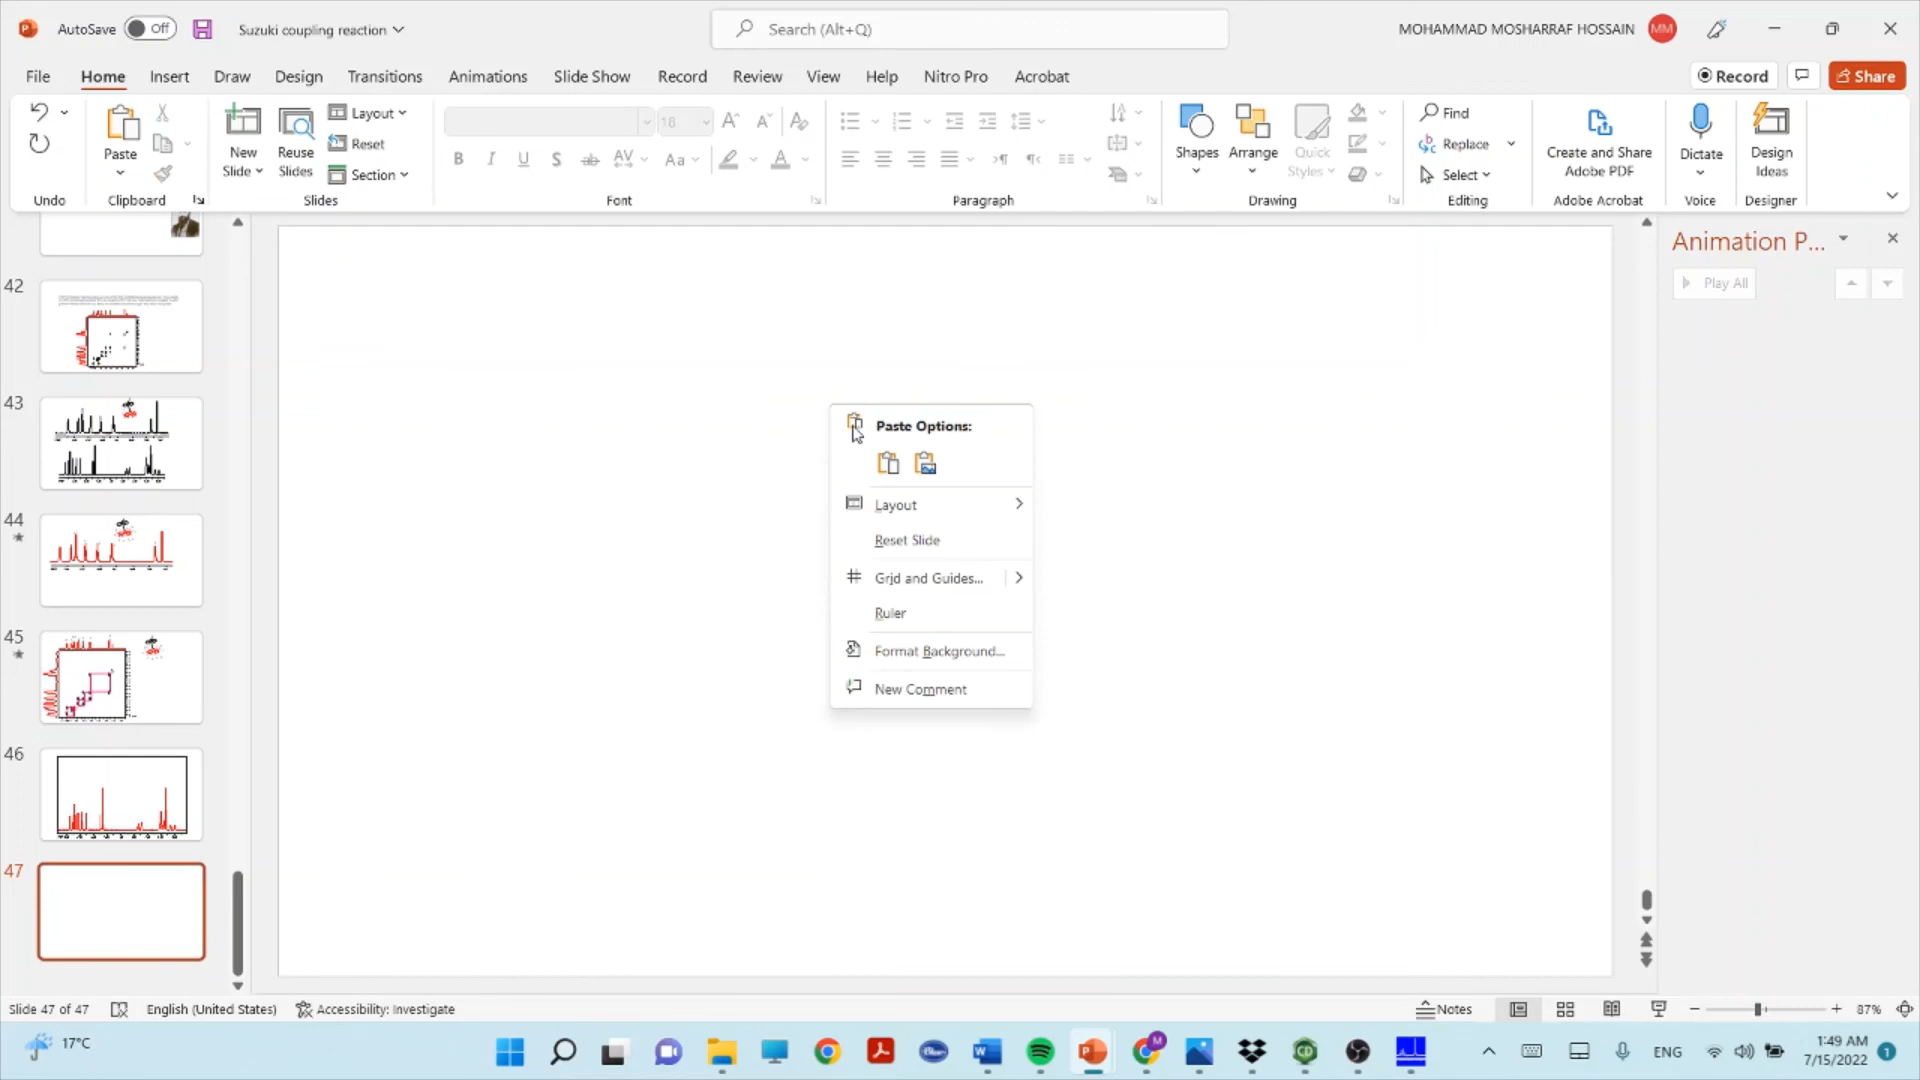 AutoSave Off Suzuki coupling reaction Search (Alt+Q) MOHAMMAD MOSHARRAF HOSSAIN MM
File Home Insert Draw Design Transitions Animations Slide Show Record Review View Help Nitro Pro Acrobat Record Share
Paste New Slide Reuse Slides Layout Reset Section 18 Shapes Arrange Quick Styles Find Replace Select Create and Share Adobe PDF Dictate Design Ideas
Undo Clipboard Slides Font Paragraph Drawing Editing Adobe Acrobat Voice Designer
Animation P...
Play All
42
43
44
45
46
47
Paste Options:
Layout
Reset Slide
Grid and Guides...
Ruler
Format Background...
New Comment
Slide 47 of 47 English (United States) Accessibility: Investigate Notes 87%
17°C ENG 1:49 AM
7/15/2022 1